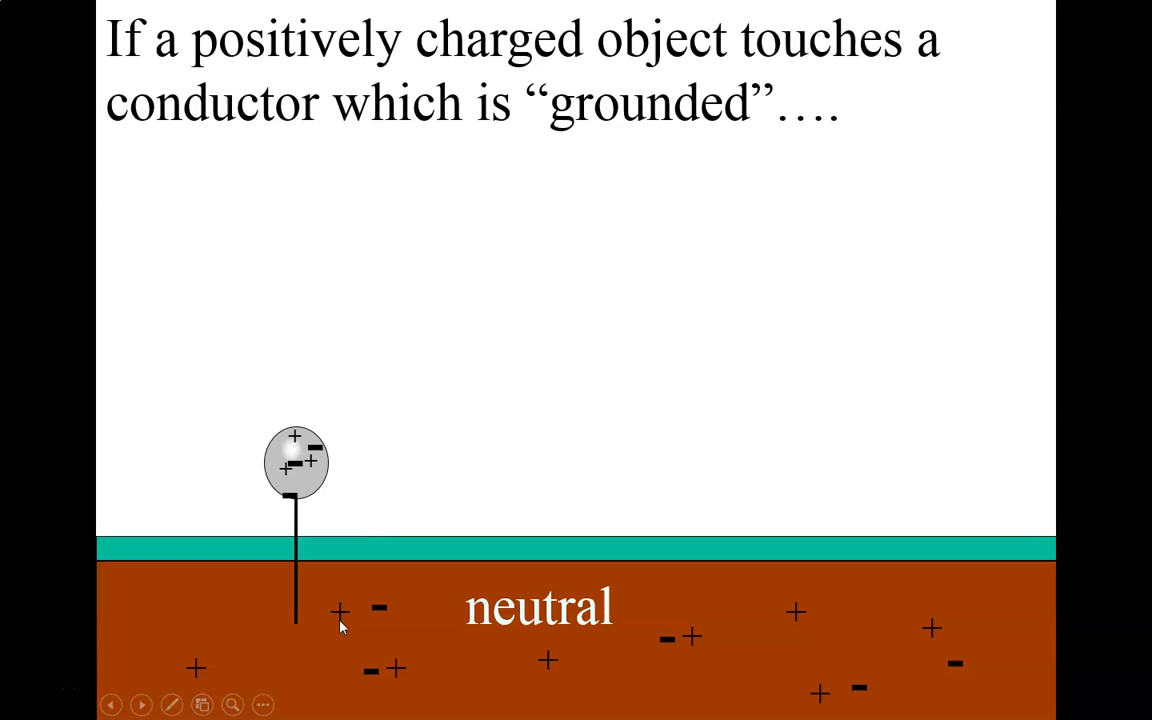 If a positively charged object touches a
conductor which is “grounded”….
neutral